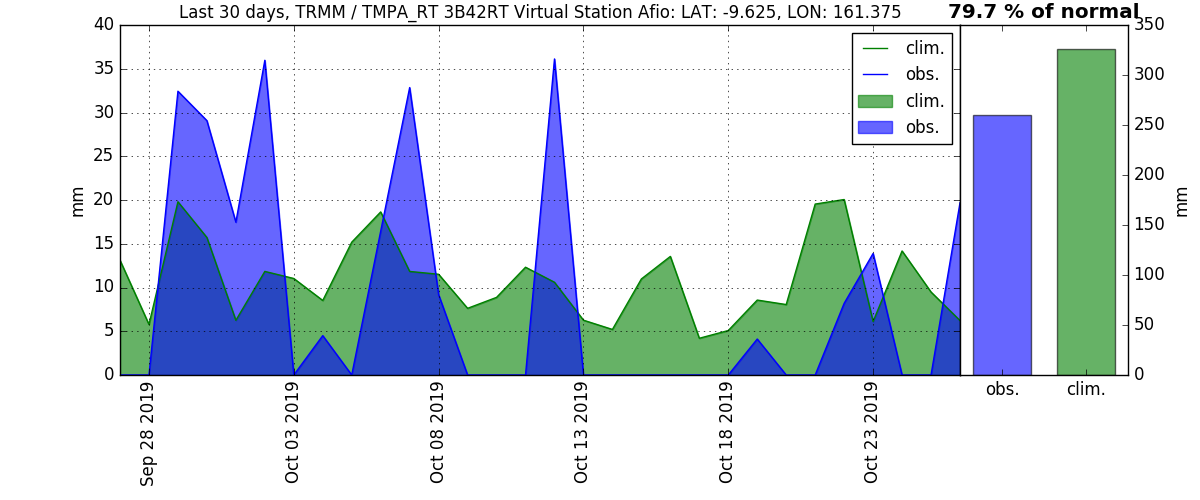 Last 30 days, TRMM / TMPA_RT 3B42RT Virtual Station Afio: LAT: -9.625, LON: 161.375
79.7 % of normal
40
35
30
25
20
15
10
5
0
mm
clim.
obs.
clim.
obs.
350
300
250
200
150
100
50
0
mm
Sep 28 2019
Oct 03 2019
Oct 08 2019
Oct 13 2019
Oct 18 2019
Oct 23 2019
obs.
clim.